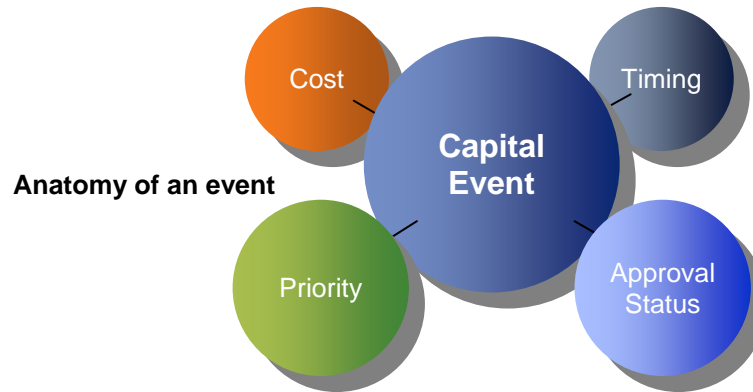 Cost
Timing
Capital
Event
Anatomy of an event
Priority
Approval
Status